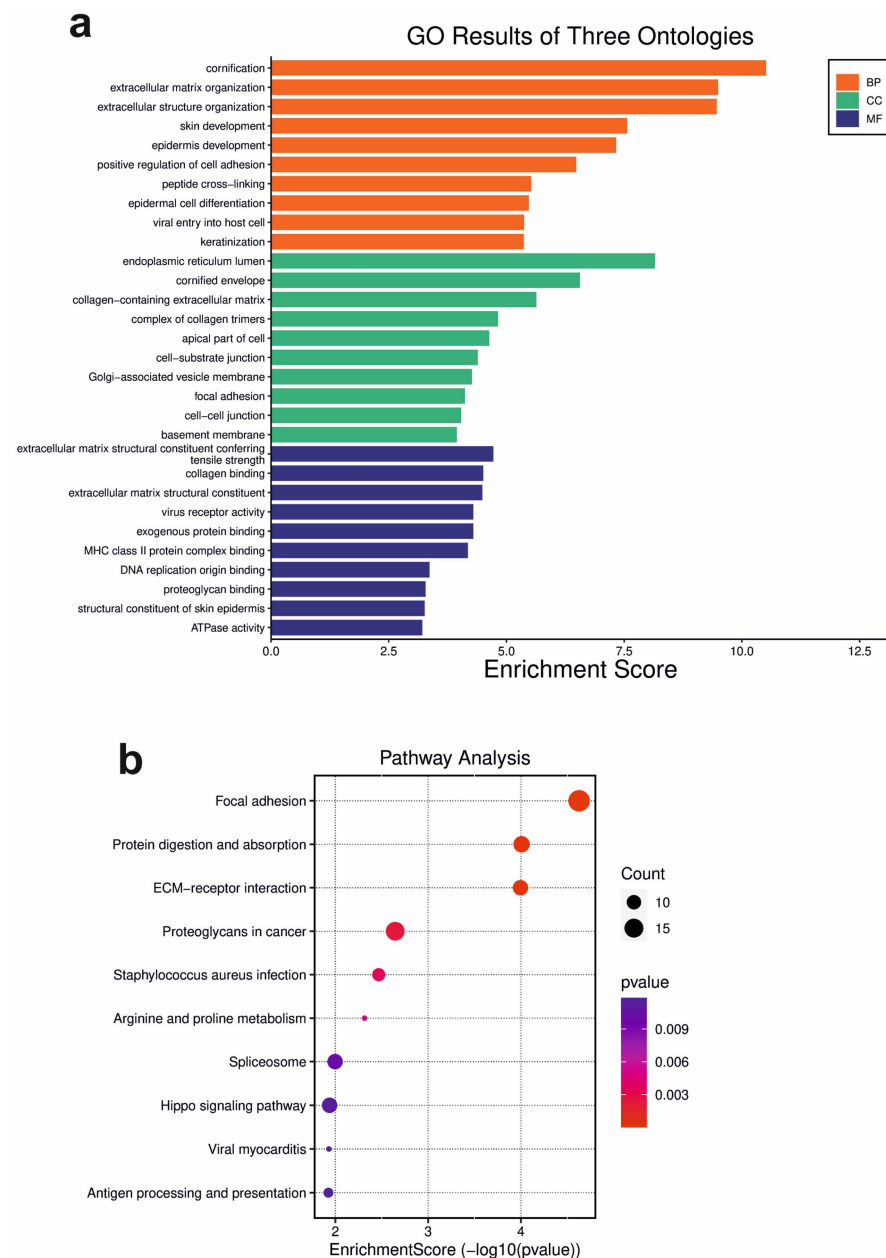 a
GO Results of Three Ontologies
cornification
extracellular matrix organization
extracellular structure organization
skin development
epidermis development
positive regulation of cell adhesion
peptide cross−linking
epidermal cell differentiation
viral entry into host cell
keratinization
endoplasmic reticulum lumen
cornified envelope
collagen−containing extracellular matrix
complex of collagen trimers
apical part of cell
cell−substrate junction
Golgi−associated vesicle membrane
focal adhesion
cell−cell junction
basement membrane
extracellular matrix structural constituent conferring
tensile strength
collagen binding
extracellular matrix structural constituent
virus receptor activity
exogenous protein binding
MHC class II protein complex binding
DNA replication origin binding
proteoglycan binding
structural constituent of skin epidermis
ATPase activity
0.0 2.5 5.0 7.5 10.0 12.5
Enrichment Score
BP
CC
MF
b
Pathway Analysis
Focal adhesion
Protein digestion and absorption
ECM−receptor interaction
Proteoglycans in cancer
Staphylococcus aureus infection
Arginine and proline metabolism
Spliceosome
Hippo signaling pathway
Viral myocarditis
Antigen processing and presentation
2 3 4
EnrichmentScore (−log10(pvalue))
Count
10
15
pvalue
0.009
0.006
0.003